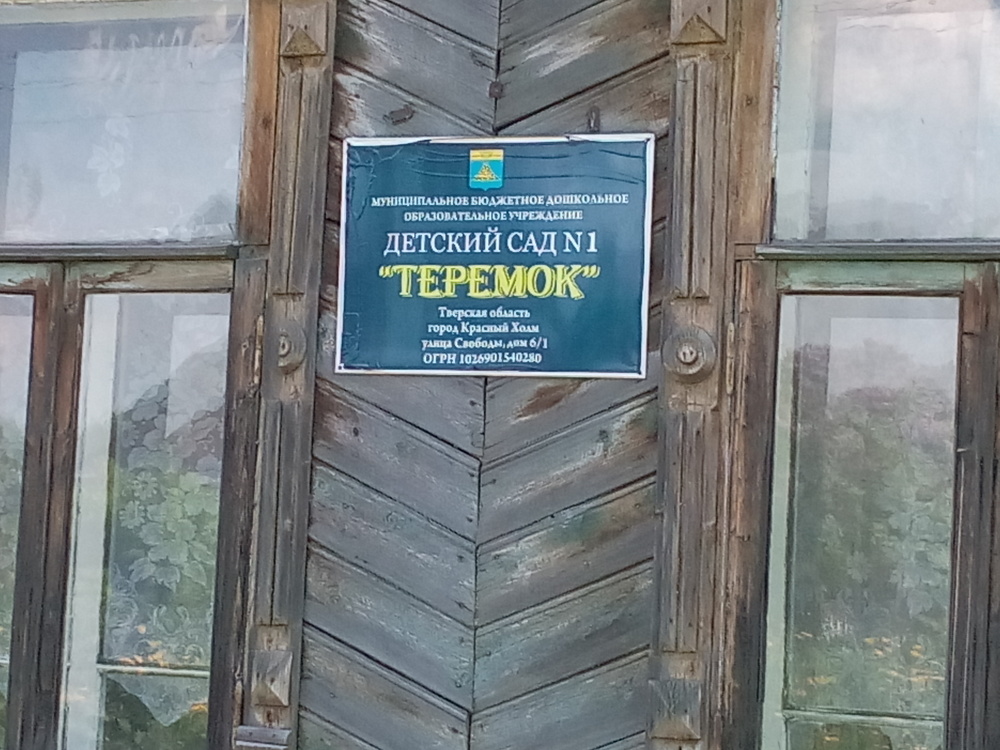 МУНИЦИПАЛЬНОЕ БЮДЖЕТНОЕ ДОШКОЛЬНОЕ
ОБРАЗОВАТЕЛЬНОЕ УЧРЕЖДЕНИЕ
ДЕТСКИЙ САД N1
"ТЕРЕМОК"
Тверская область
город Красный Холм
улица Свободы, дом 6/1
ОГРН 1026901540280